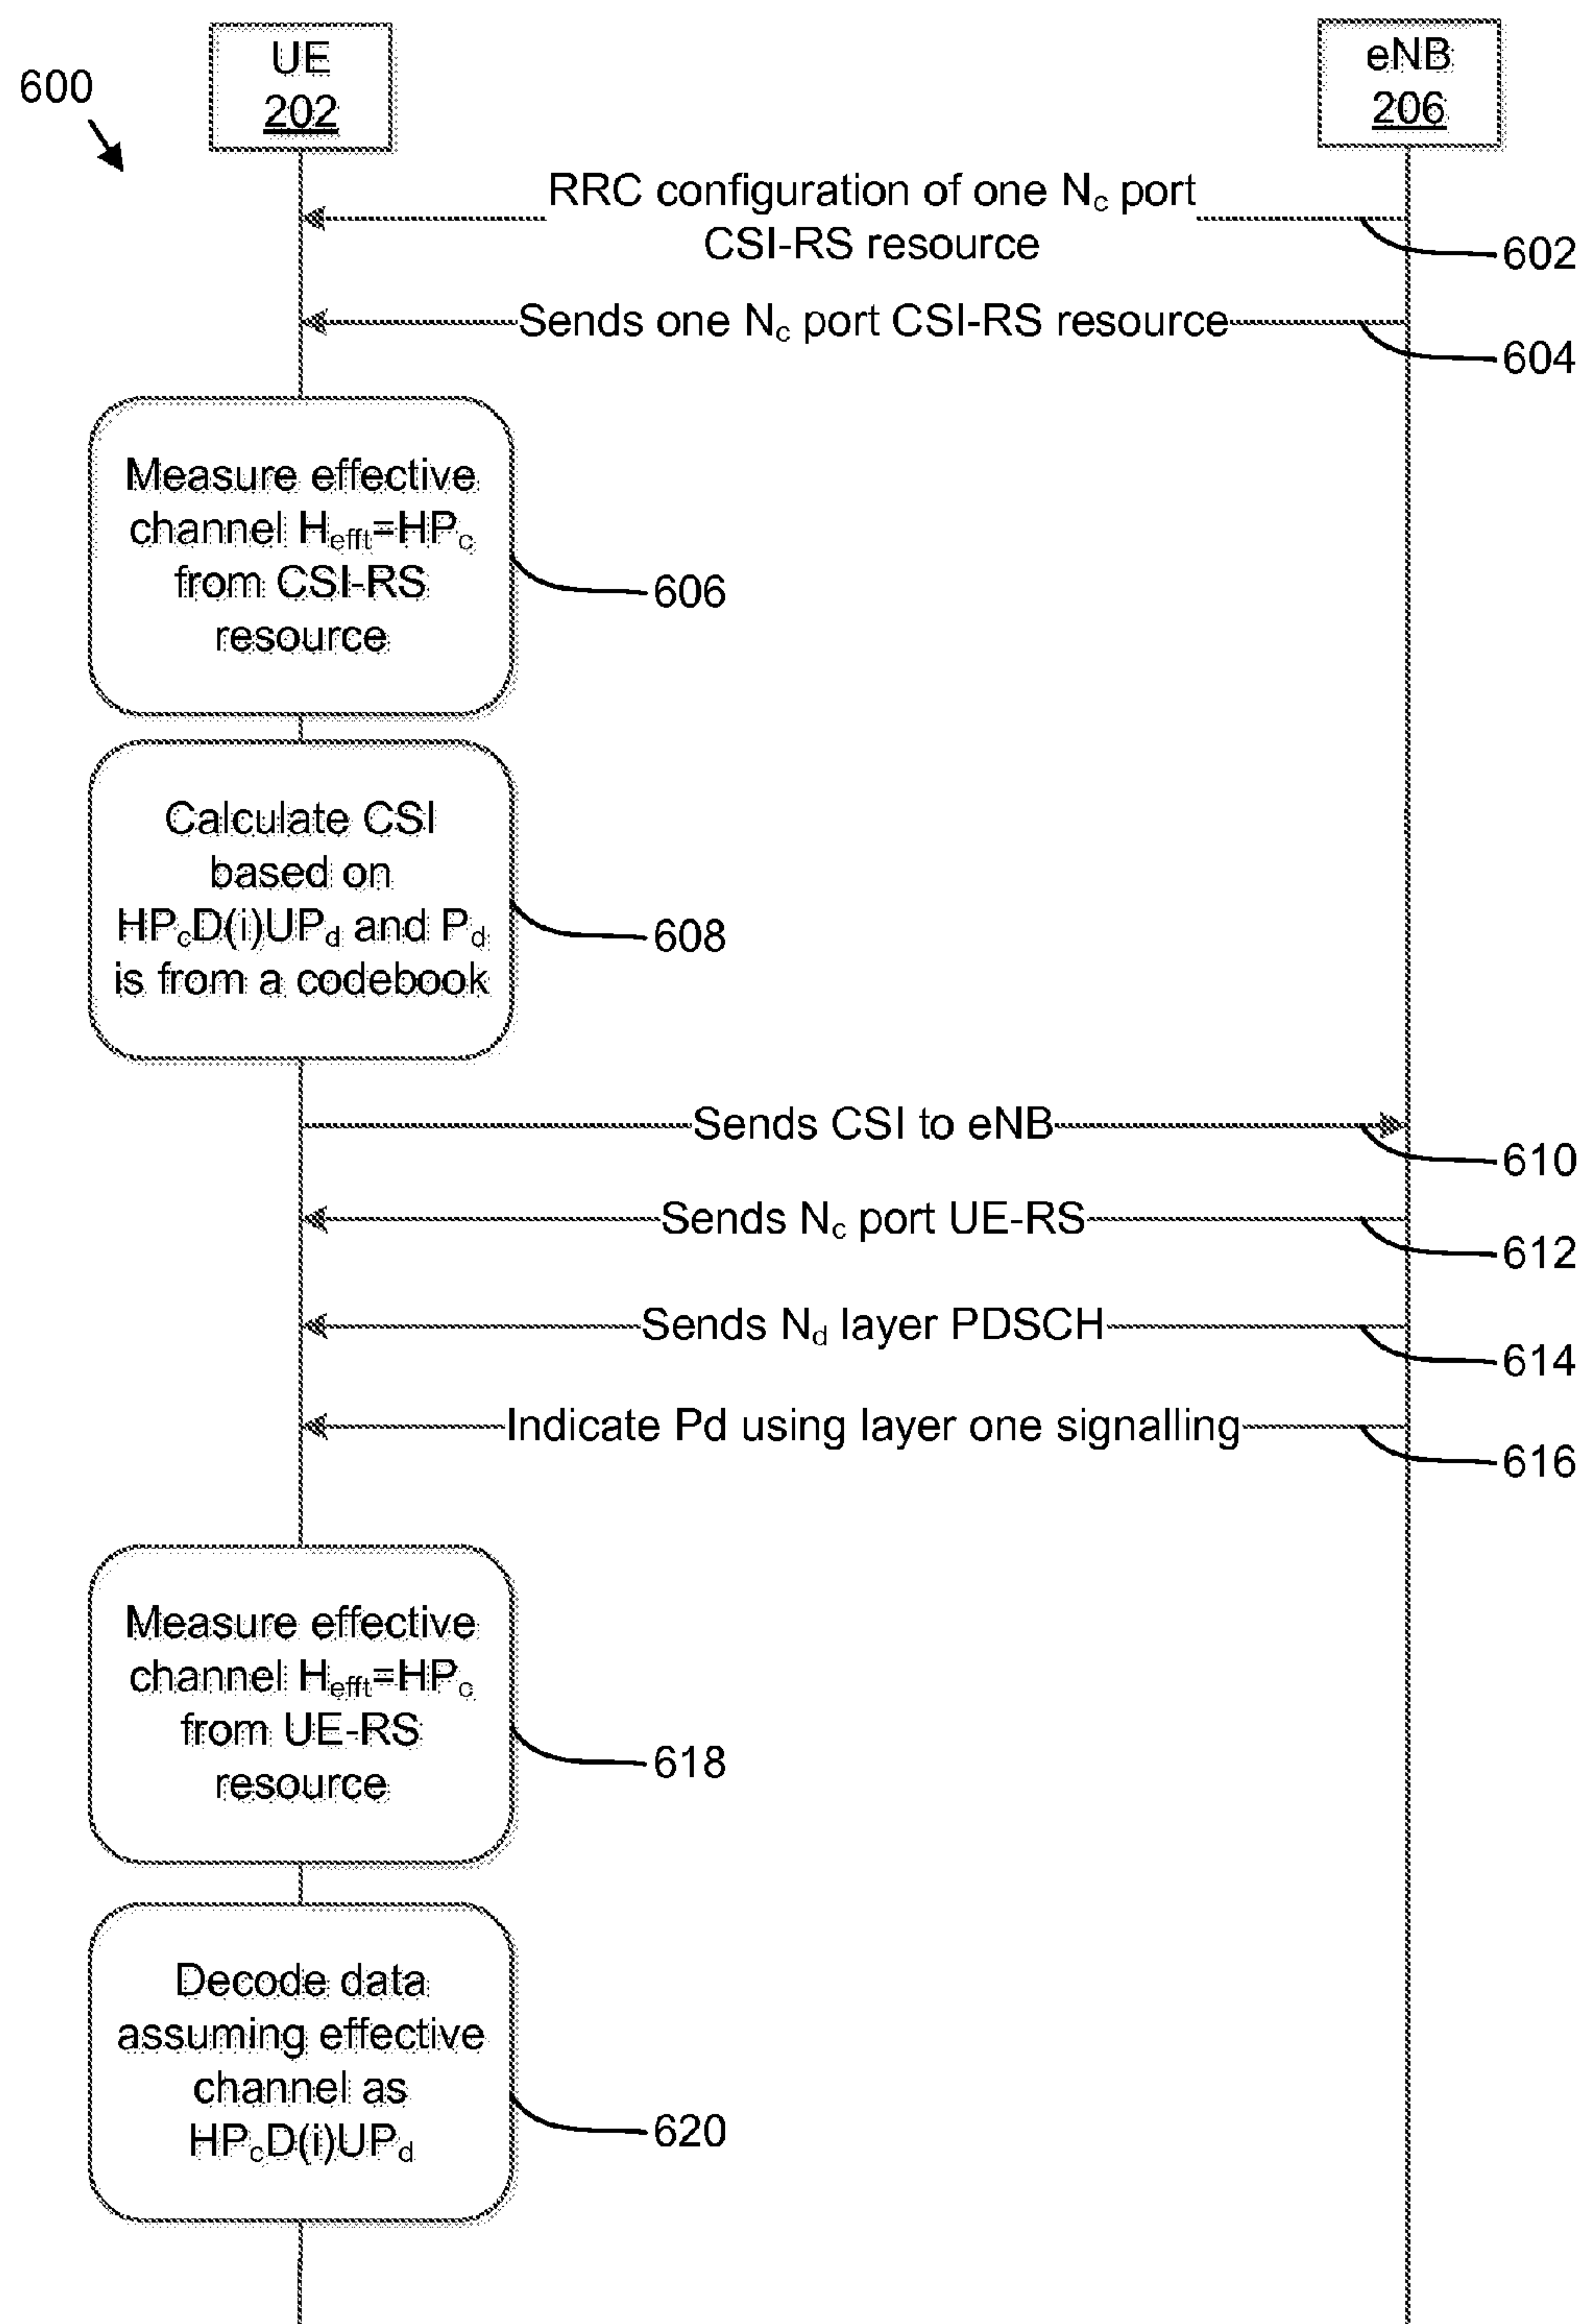 600
UE
202
eNB
206
RRC configuration of one Nc port
CSI-RS resource
602
Sends one Nc port CSI-RS resource
604
Measure effective
channel Hefft=HPc
from CSI-RS
resource
606
Calculate CSI
based on
HPcD(i)UPd and Pd
is from a codebook
608
Sends CSI to eNB
610
Sends Nc port UE-RS
612
Sends Nd layer PDSCH
614
Indicate Pd using layer one signalling
616
Measure effective
channel Hefft=HPc
from UE-RS
resource
618
Decode data
assuming effective
channel as
HPcD(i)UPd
620